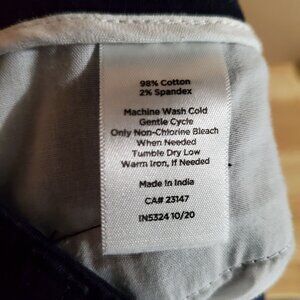 98% Cotton
2% Spandex
Machine Wash Cold
Gentle Cycle
Only Non-Chlorine Bleach
When Needed
Tumble Dry Low
Warm Iron, If Needed
Made In India
CA# 23147
IN5324 10/20